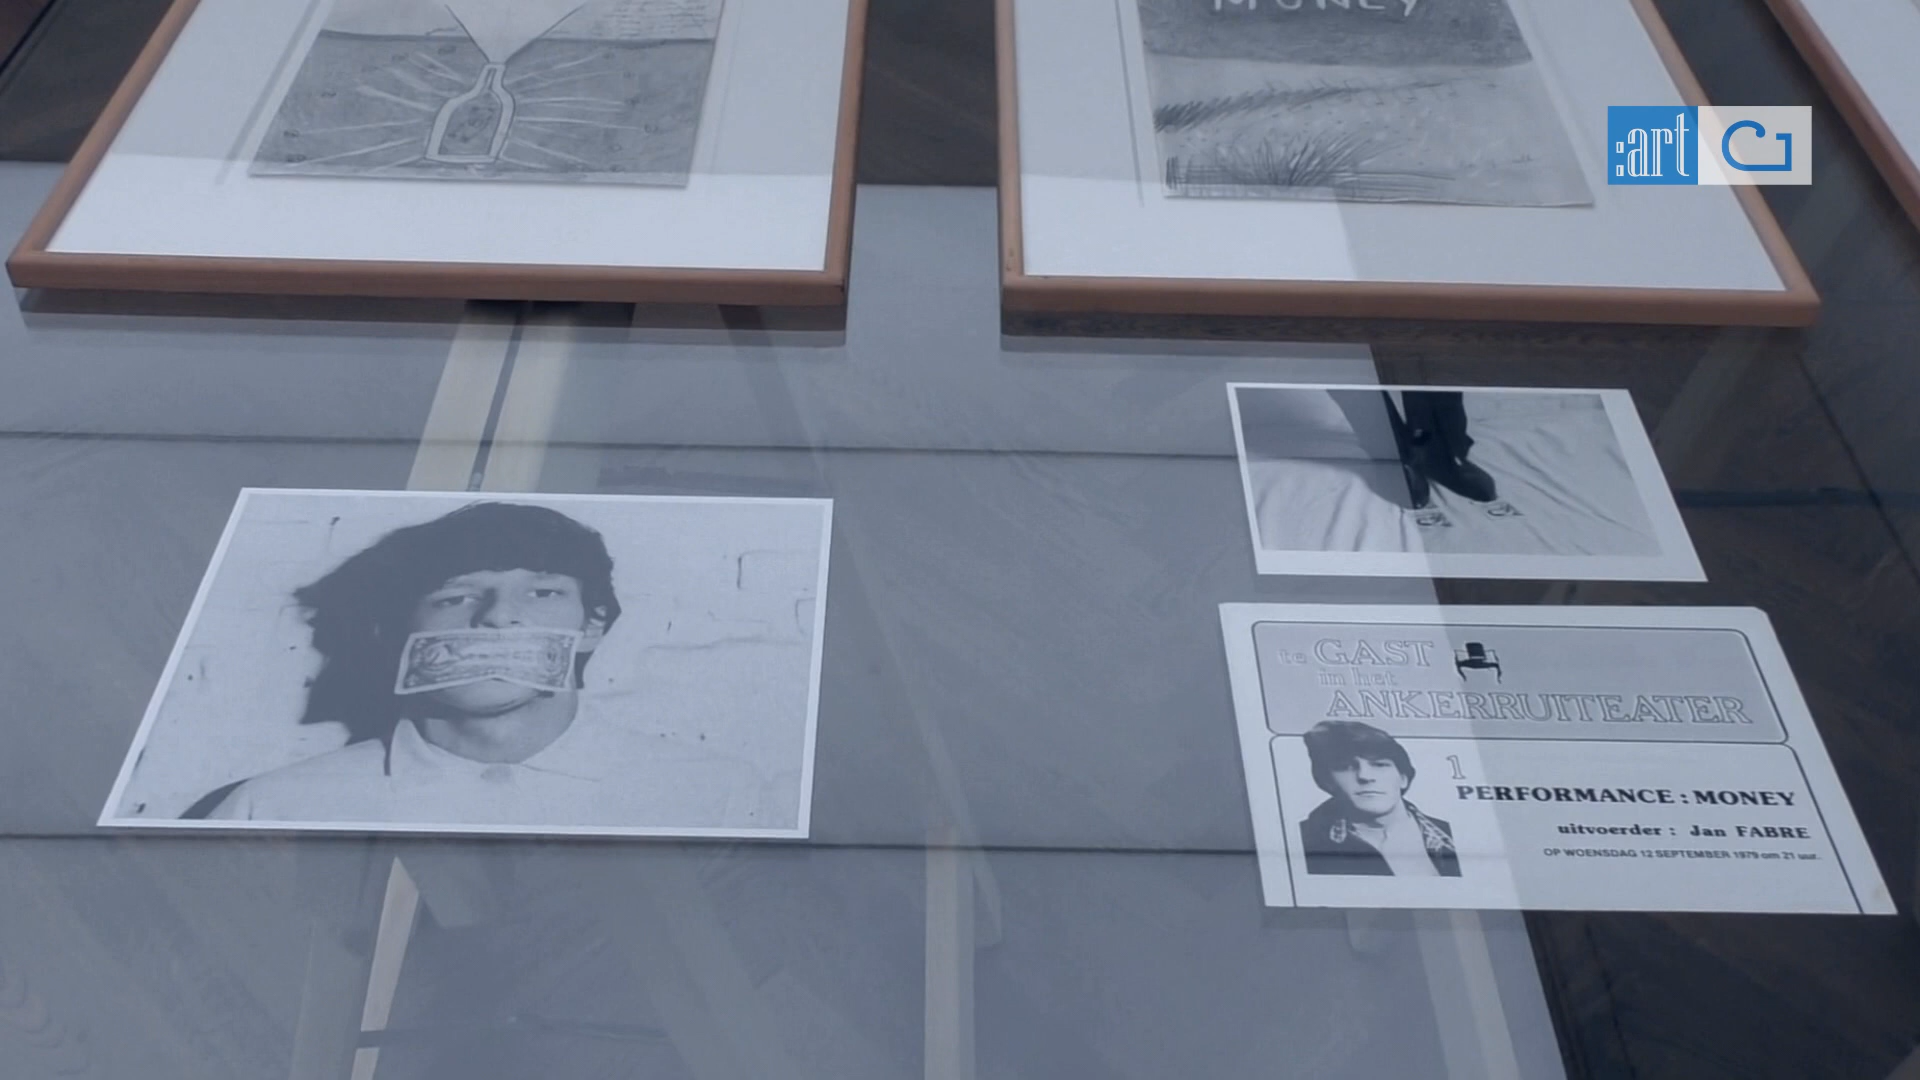 MONEY
:art
te GAST
in het
ANKERRUITEATER
1
PERFORMANCE : MONEY
uitvoerder : Jan FABRE
OP WOENSDAG 12 SEPTEMBER 1979 om 21 uur.